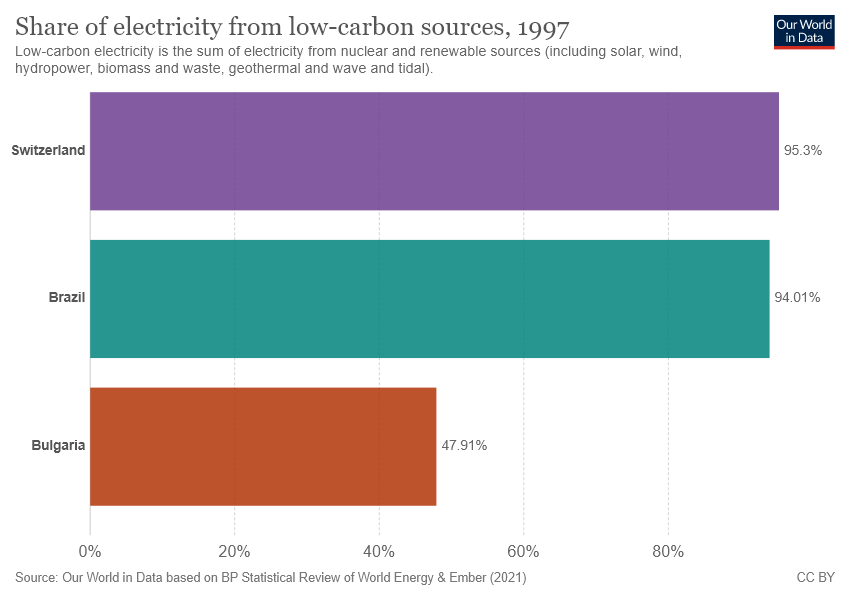 Share of electricity from low-carbon sources, 1997
Our World
in Data
Low-carbon electricity is the sum of electricity from nuclear and renewable sources (including solar, wind,
hydropower, biomass and waste, geothermal and wave and tidal).
Switzerland
95.3%
Brazil
94.01%
Bulgaria
47.91%
0%
20%
40%
60%
80%
Source: Our World in Data based on BP Statistical Review of World Energy & Ember (2021)
CC BY